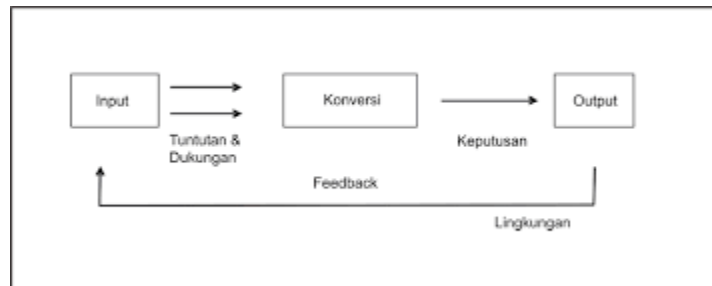 Input
Konversi
Output
Tuntutan &
Dukungan
Keputusan
Feedback
Lingkungan